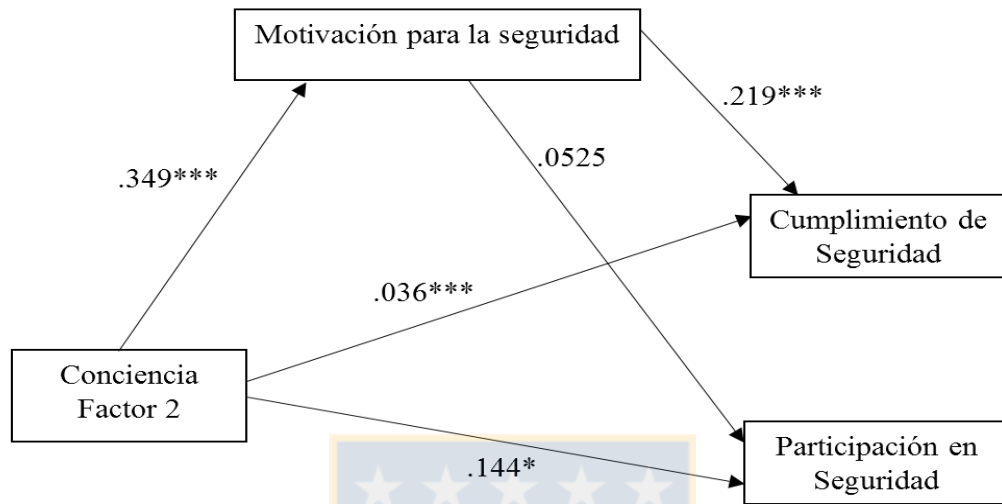 Motivación para la seguridad
.219***
.349***
.0525
Cumplimiento de
Seguridad
.036***
Conciencia
Factor 2
.144*
Participación en
Seguridad